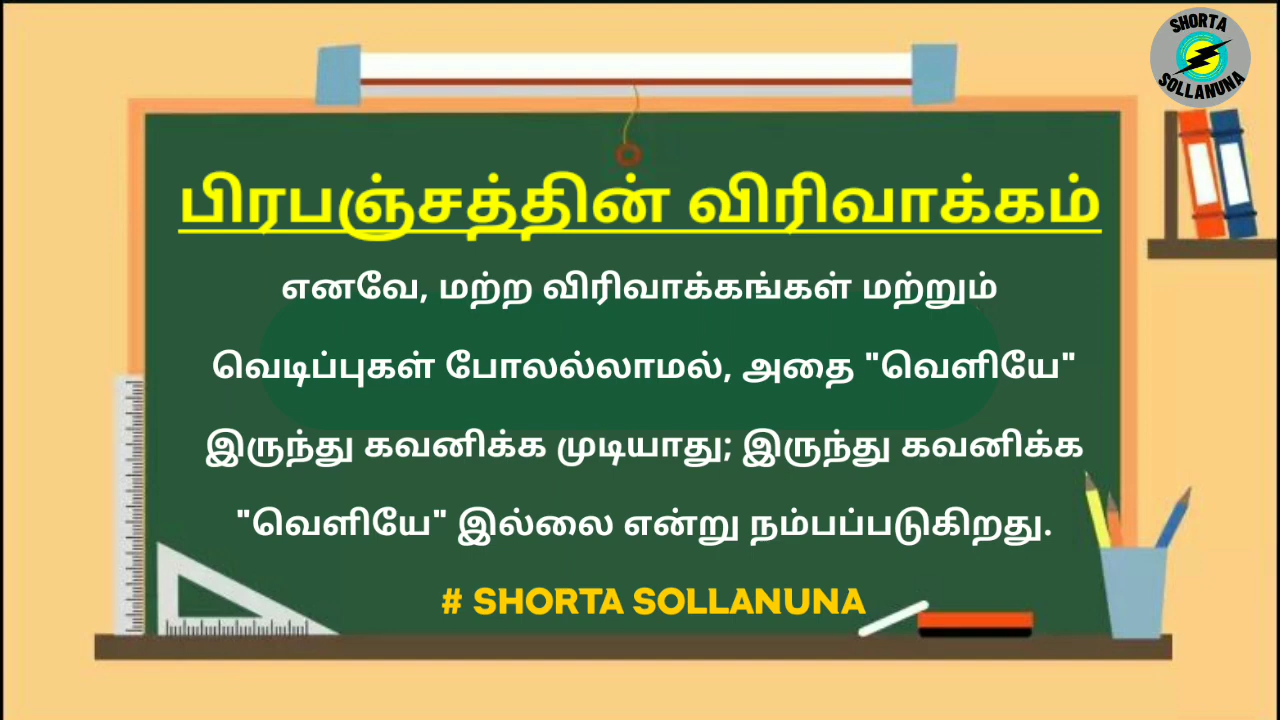 SHORTA
SOLLANUNA
பிரபஞ்சத்தின் விரிவாக்கம்
எனவே, மற்ற விரிவாக்கங்கள் மற்றும்
வெடிப்புகள் போலல்லாமல், அதை "வெளியே"
இருந்து கவனிக்க முடியாது; இருந்து கவனிக்க
"வெளியே" இல்லை என்று நம்பப்படுகிறது.
# SHORTA SOLLANUNA